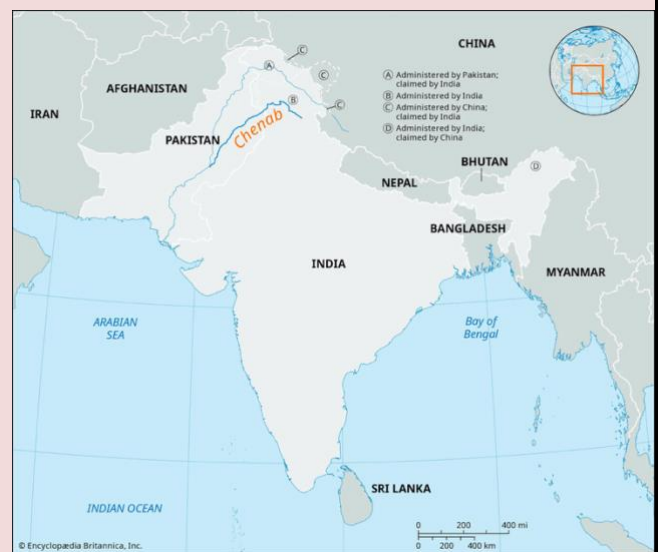 CHINA
Ⓐ Administered by Pakistan;
claimed by India
Ⓑ Administered by India
Ⓒ Administered by China;
claimed by India
Ⓓ Administered by India;
claimed by China
Ⓒ
Ⓐ
Ⓒ
Ⓑ
Ⓒ
AFGHANISTAN
IRAN
PAKISTAN
Chenab
BHUTAN
Ⓓ
NEPAL
BANGLADESH
INDIA
MYANMAR
ARABIAN
SEA
Bay of
Bengal
SRI LANKA
INDIAN OCEAN
0 200 400 mi
0 200 400 km
© Encyclopædia Britannica, Inc.